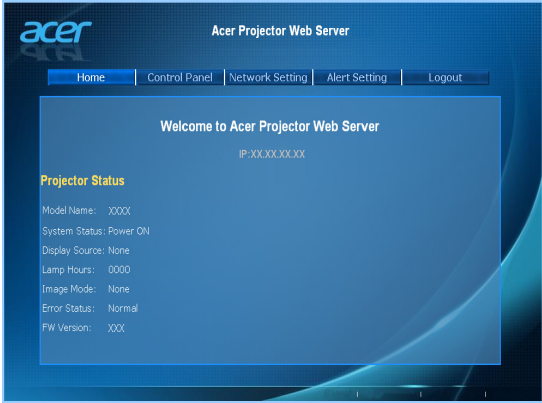 acer
Acer Projector Web Server
Home Control Panel Network Setting Alert Setting Logout
Welcome to Acer Projector Web Server
IP:XX.XX.XX.XX
Projector Status
Model Name: XXXX
System Status: Power ON
Display Source: None
Lamp Hours: 0000
Image Mode: None
Error Status: Normal
FW Version: XXX